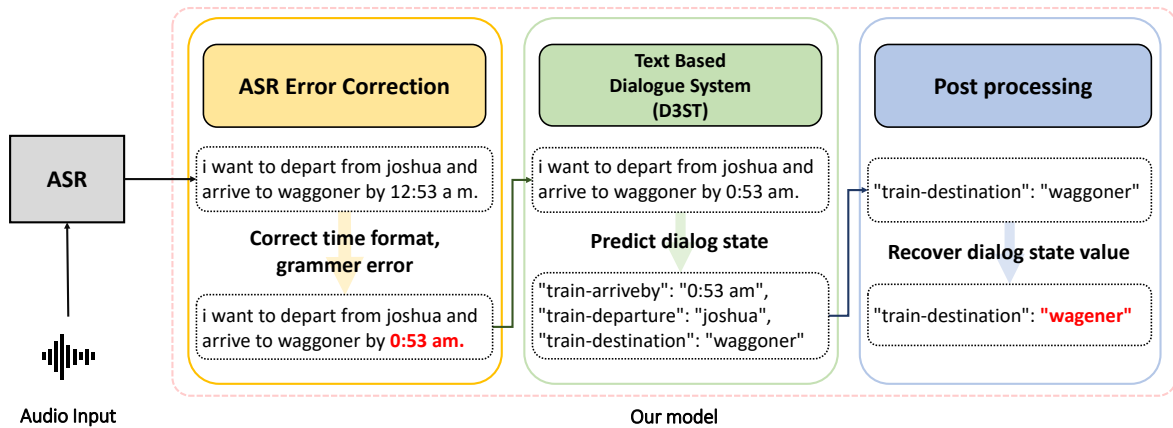 ASR
Audio Input
ASR Error Correction
i want to depart from joshua and
arrive to waggoner by 12:53 a m.
Correct time format,
grammer error
i want to depart from joshua and
arrive to waggoner by 0:53 am.
Text Based
Dialogue System
(D3ST)
i want to depart from joshua and
arrive to waggoner by 0:53 am.
Predict dialog state
"train-arriveby": "0:53 am",
"train-departure": "joshua",
"train-destination": "waggoner"
Post processing
"train-destination": "waggoner"
Recover dialog state value
"train-destination": "wagener"
Our model